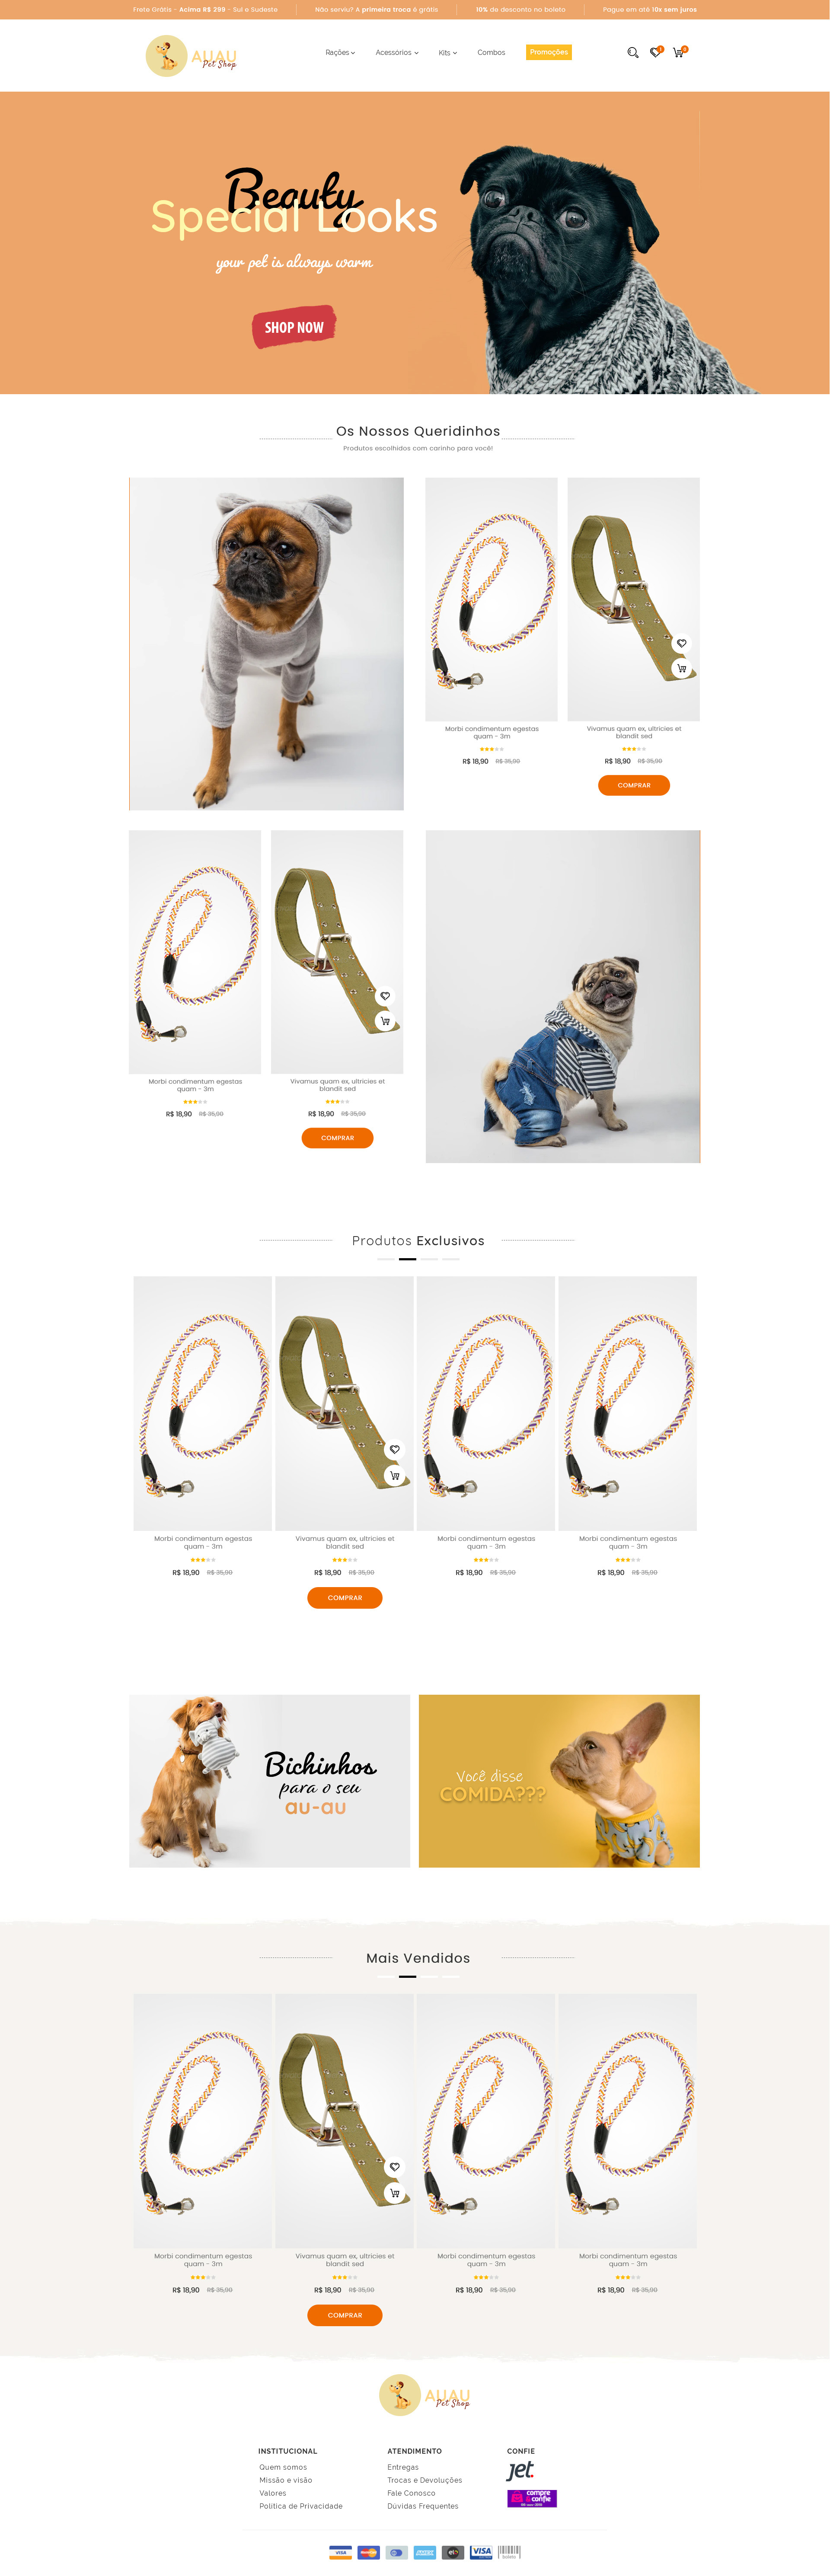 Frete Grátis - Acima R$ 299 - Sul e Sudeste
Não serviu? A primeira troca é grátis
10% de desconto no boleto
Pague em até 10x sem juros
AUAU
Pet Shop
Rações
Acessórios
Kits
Combos
Promoções
1
Beauty
Special Looks
your pet is always warm
SHOP NOW
Os Nossos Queridinhos
Produtos escolhidos com carinho para você!
Morbi condimentum egestas
quam - 3m
R$ 18,90 R$ 35,90
Vivamus quam ex, ultricies et
blandit sed
R$ 18,90 R$ 35,90
COMPRAR
Morbi condimentum egestas
quam - 3m
R$ 18,90 R$ 35,90
Vivamus quam ex, ultricies et
blandit sed
R$ 18,90 R$ 35,90
COMPRAR
Produtos Exclusivos
Morbi condimentum egestas
quam - 3m
R$ 18,90 R$ 35,90
Vivamus quam ex, ultricies et
blandit sed
R$ 18,90 R$ 35,90
COMPRAR
Morbi condimentum egestas
quam - 3m
R$ 18,90 R$ 35,90
Morbi condimentum egestas
quam - 3m
R$ 18,90 R$ 35,90
Bichinhos
para o seu
au-au
Você disse
COMIDA???
Mais Vendidos
Morbi condimentum egestas
quam - 3m
R$ 18,90 R$ 35,90
Vivamus quam ex, ultricies et
blandit sed
R$ 18,90 R$ 35,90
COMPRAR
Morbi condimentum egestas
quam - 3m
R$ 18,90 R$ 35,90
Morbi condimentum egestas
quam - 3m
R$ 18,90 R$ 35,90
AUAU
Pet Shop
INSTITUCIONAL
Quem somos
Missão e visão
Valores
Política de Privacidade
ATENDIMENTO
Entregas
Trocas e Devoluções
Fale Conosco
Dúvidas Frequentes
CONFIE
jet.
compre
&confie
VISA
elo
VISA
boleto